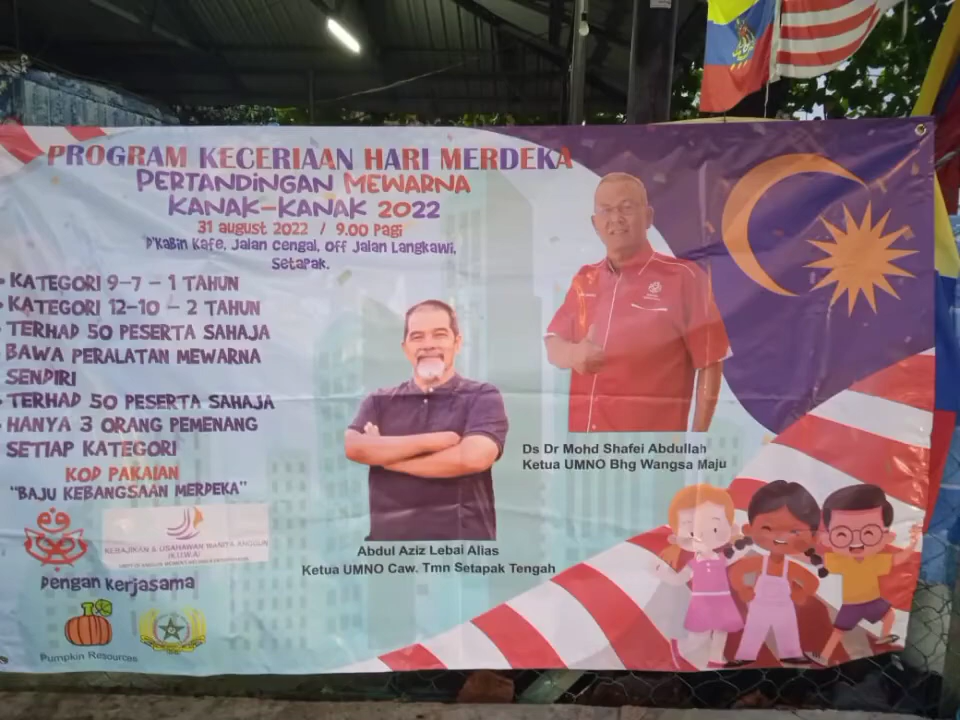 PROGRAM KECERIAAN HARI MERDEKA
PERTANDINGAN MEWARNA
KANAK-KANAK 2022
31 august 2022 / 9.00 Pagi
D'Kabin Kafe, Jalan Cengal, Off Jalan Langkawi,
Setapak.
• KATEGORI 9-7 - 1 TAHUN
• KATEGORI 12-10 - 2 TAHUN
• TERHAD 50 PESERTA SAHAJA
• BAWA PERALATAN MEWARNA
SENDIRI
• TERHAD 50 PESERTA SAHAJA
• HANYA 3 ORANG PEMENANG
SETIAP KATEGORI
KOD PAKAIAN
"BAJU KEBANGSAAN MERDEKA"
KEBAJIKAN & USAHAWAN WANITA ANGGUN
(K.U.W.A)
Dengan Kerjasama
Pumpkin Resources
Ds Dr Mohd Shafei Abdullah
Ketua UMNO Bhg Wangsa Maju
Abdul Aziz Lebai Alias
Ketua UMNO Caw. Tmn Setapak Tengah